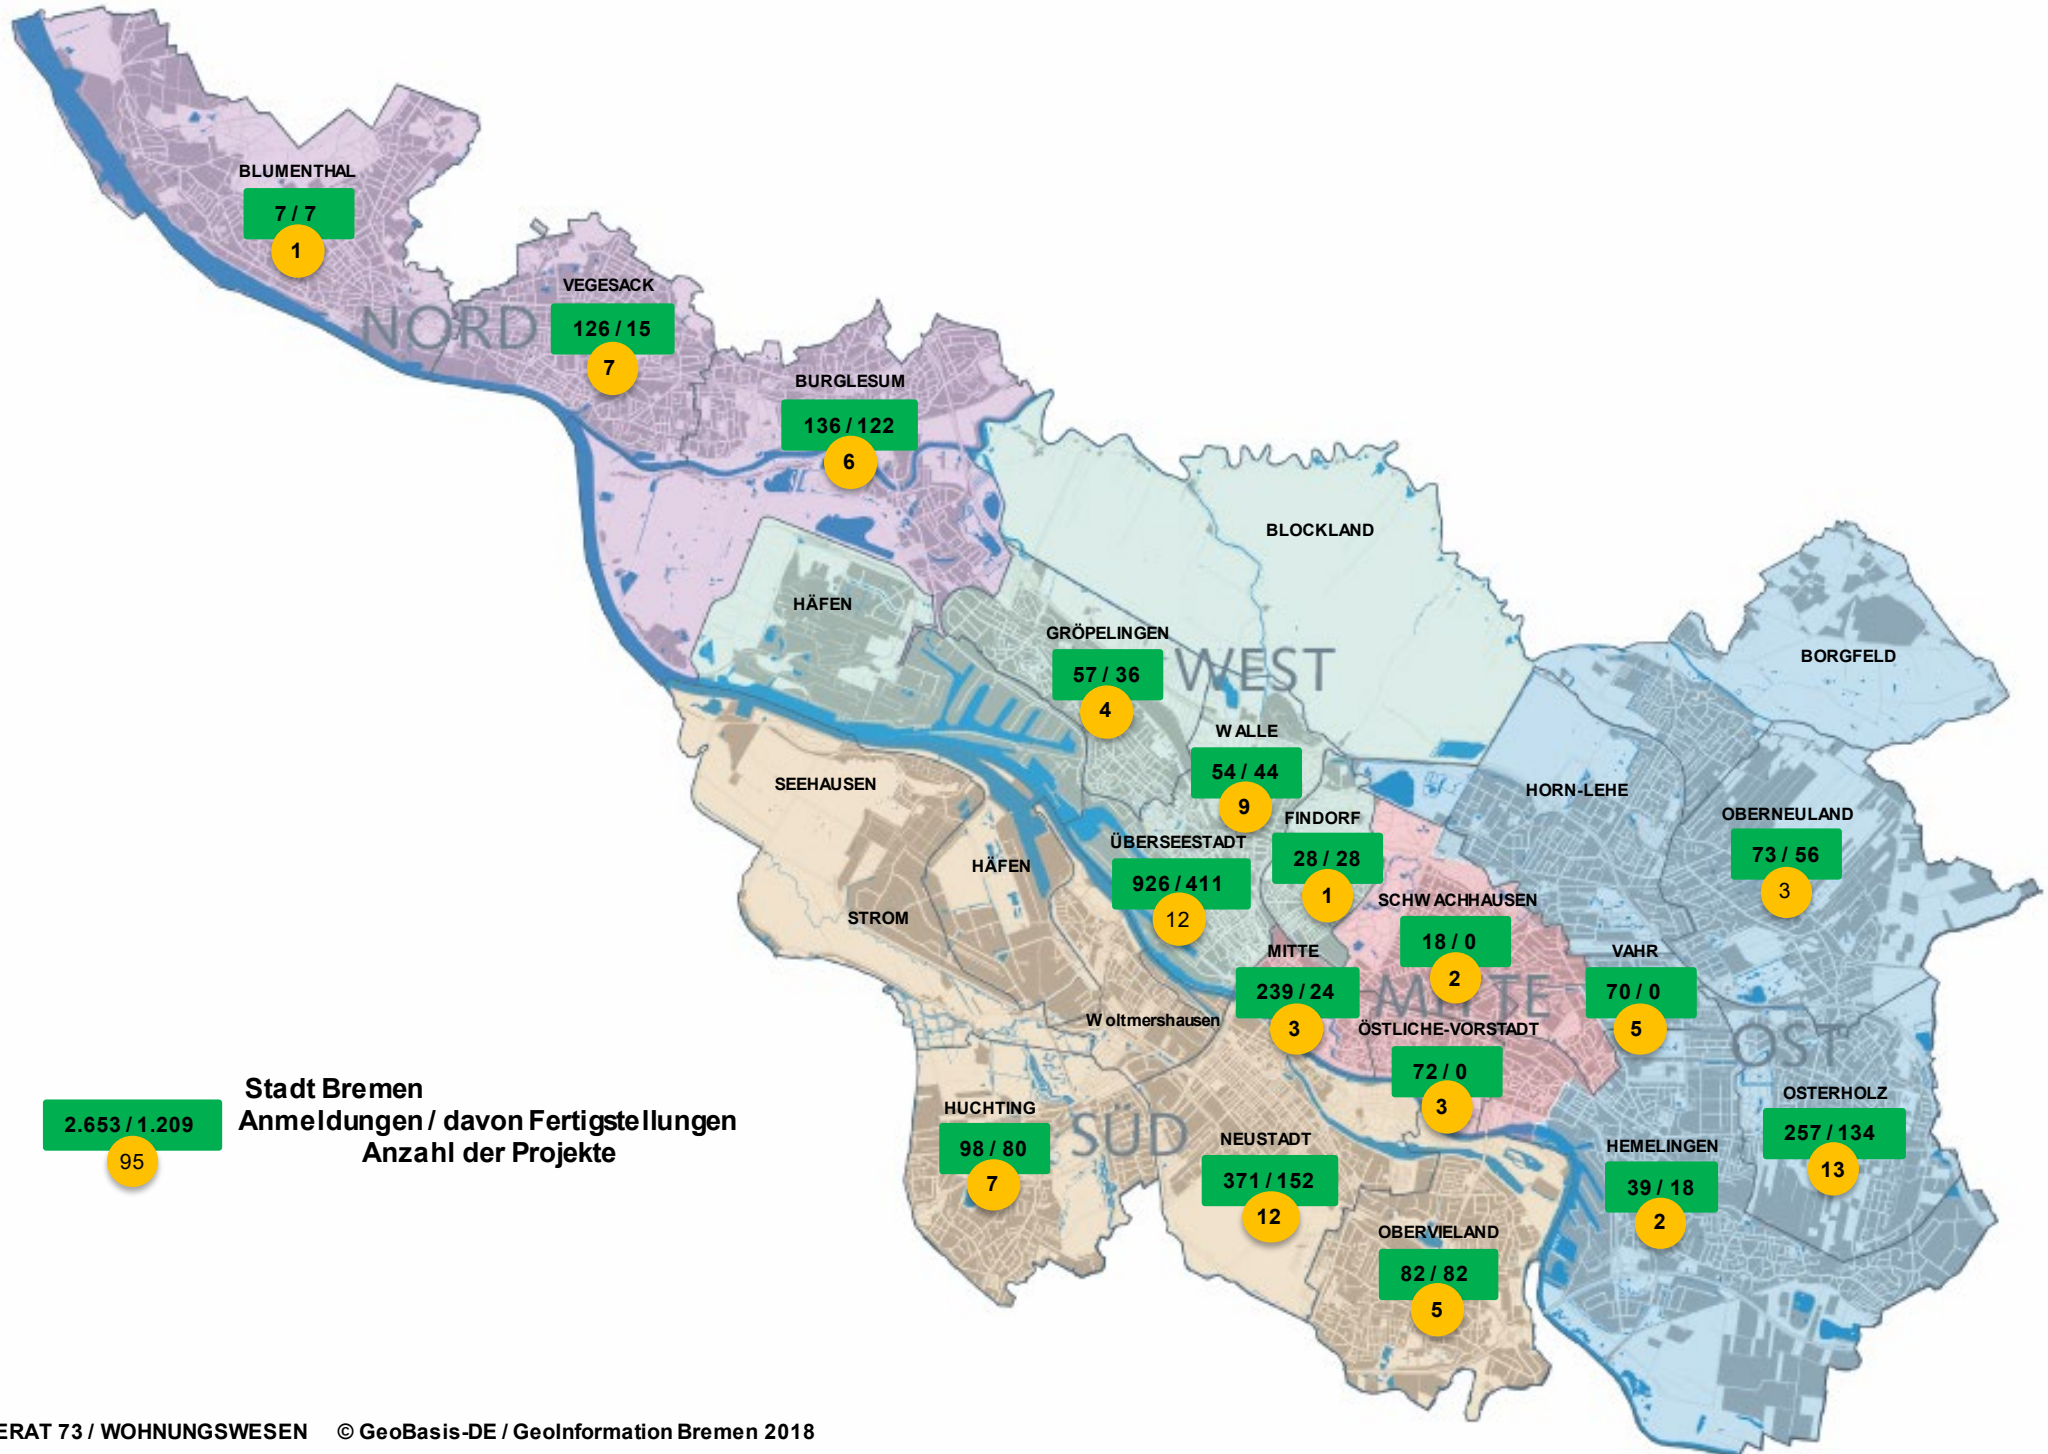 BLUMENTHAL
7 / 7
1
VEGESACK
NORD
126 / 15
7
BURGLESUM
136 / 122
6
BLOCKLAND
HÄFEN
GRÖPELINGEN
57 / 36
4
WEST
BORGFELD
WALLE
54 / 44
9
SEEHAUSEN
HORN-LEHE
FINDORF
28 / 28
1
OBERNEULAND
73 / 56
3
ÜBERSEESTADT
926 / 411
12
HÄFEN
STROM
SCHWACHHAUSEN
18 / 0
2
MITTE
239 / 24
3
MITTE
VAHR
70 / 0
5
Woltmershausen
ÖSTLICHE-VORSTADT
72 / 0
3
OST
OSTERHOLZ
257 / 134
13
Stadt Bremen
2.653 / 1.209
Anmeldungen / davon Fertigstellungen
95
Anzahl der Projekte
HUCHTING
98 / 80
7
SÜD
NEUSTADT
371 / 152
12
HEMELINGEN
39 / 18
2
OBERVIELAND
82 / 82
5
ERAT 73 / WOHNUNGSWESEN © GeoBasis-DE / GeoInformation Bremen 2018